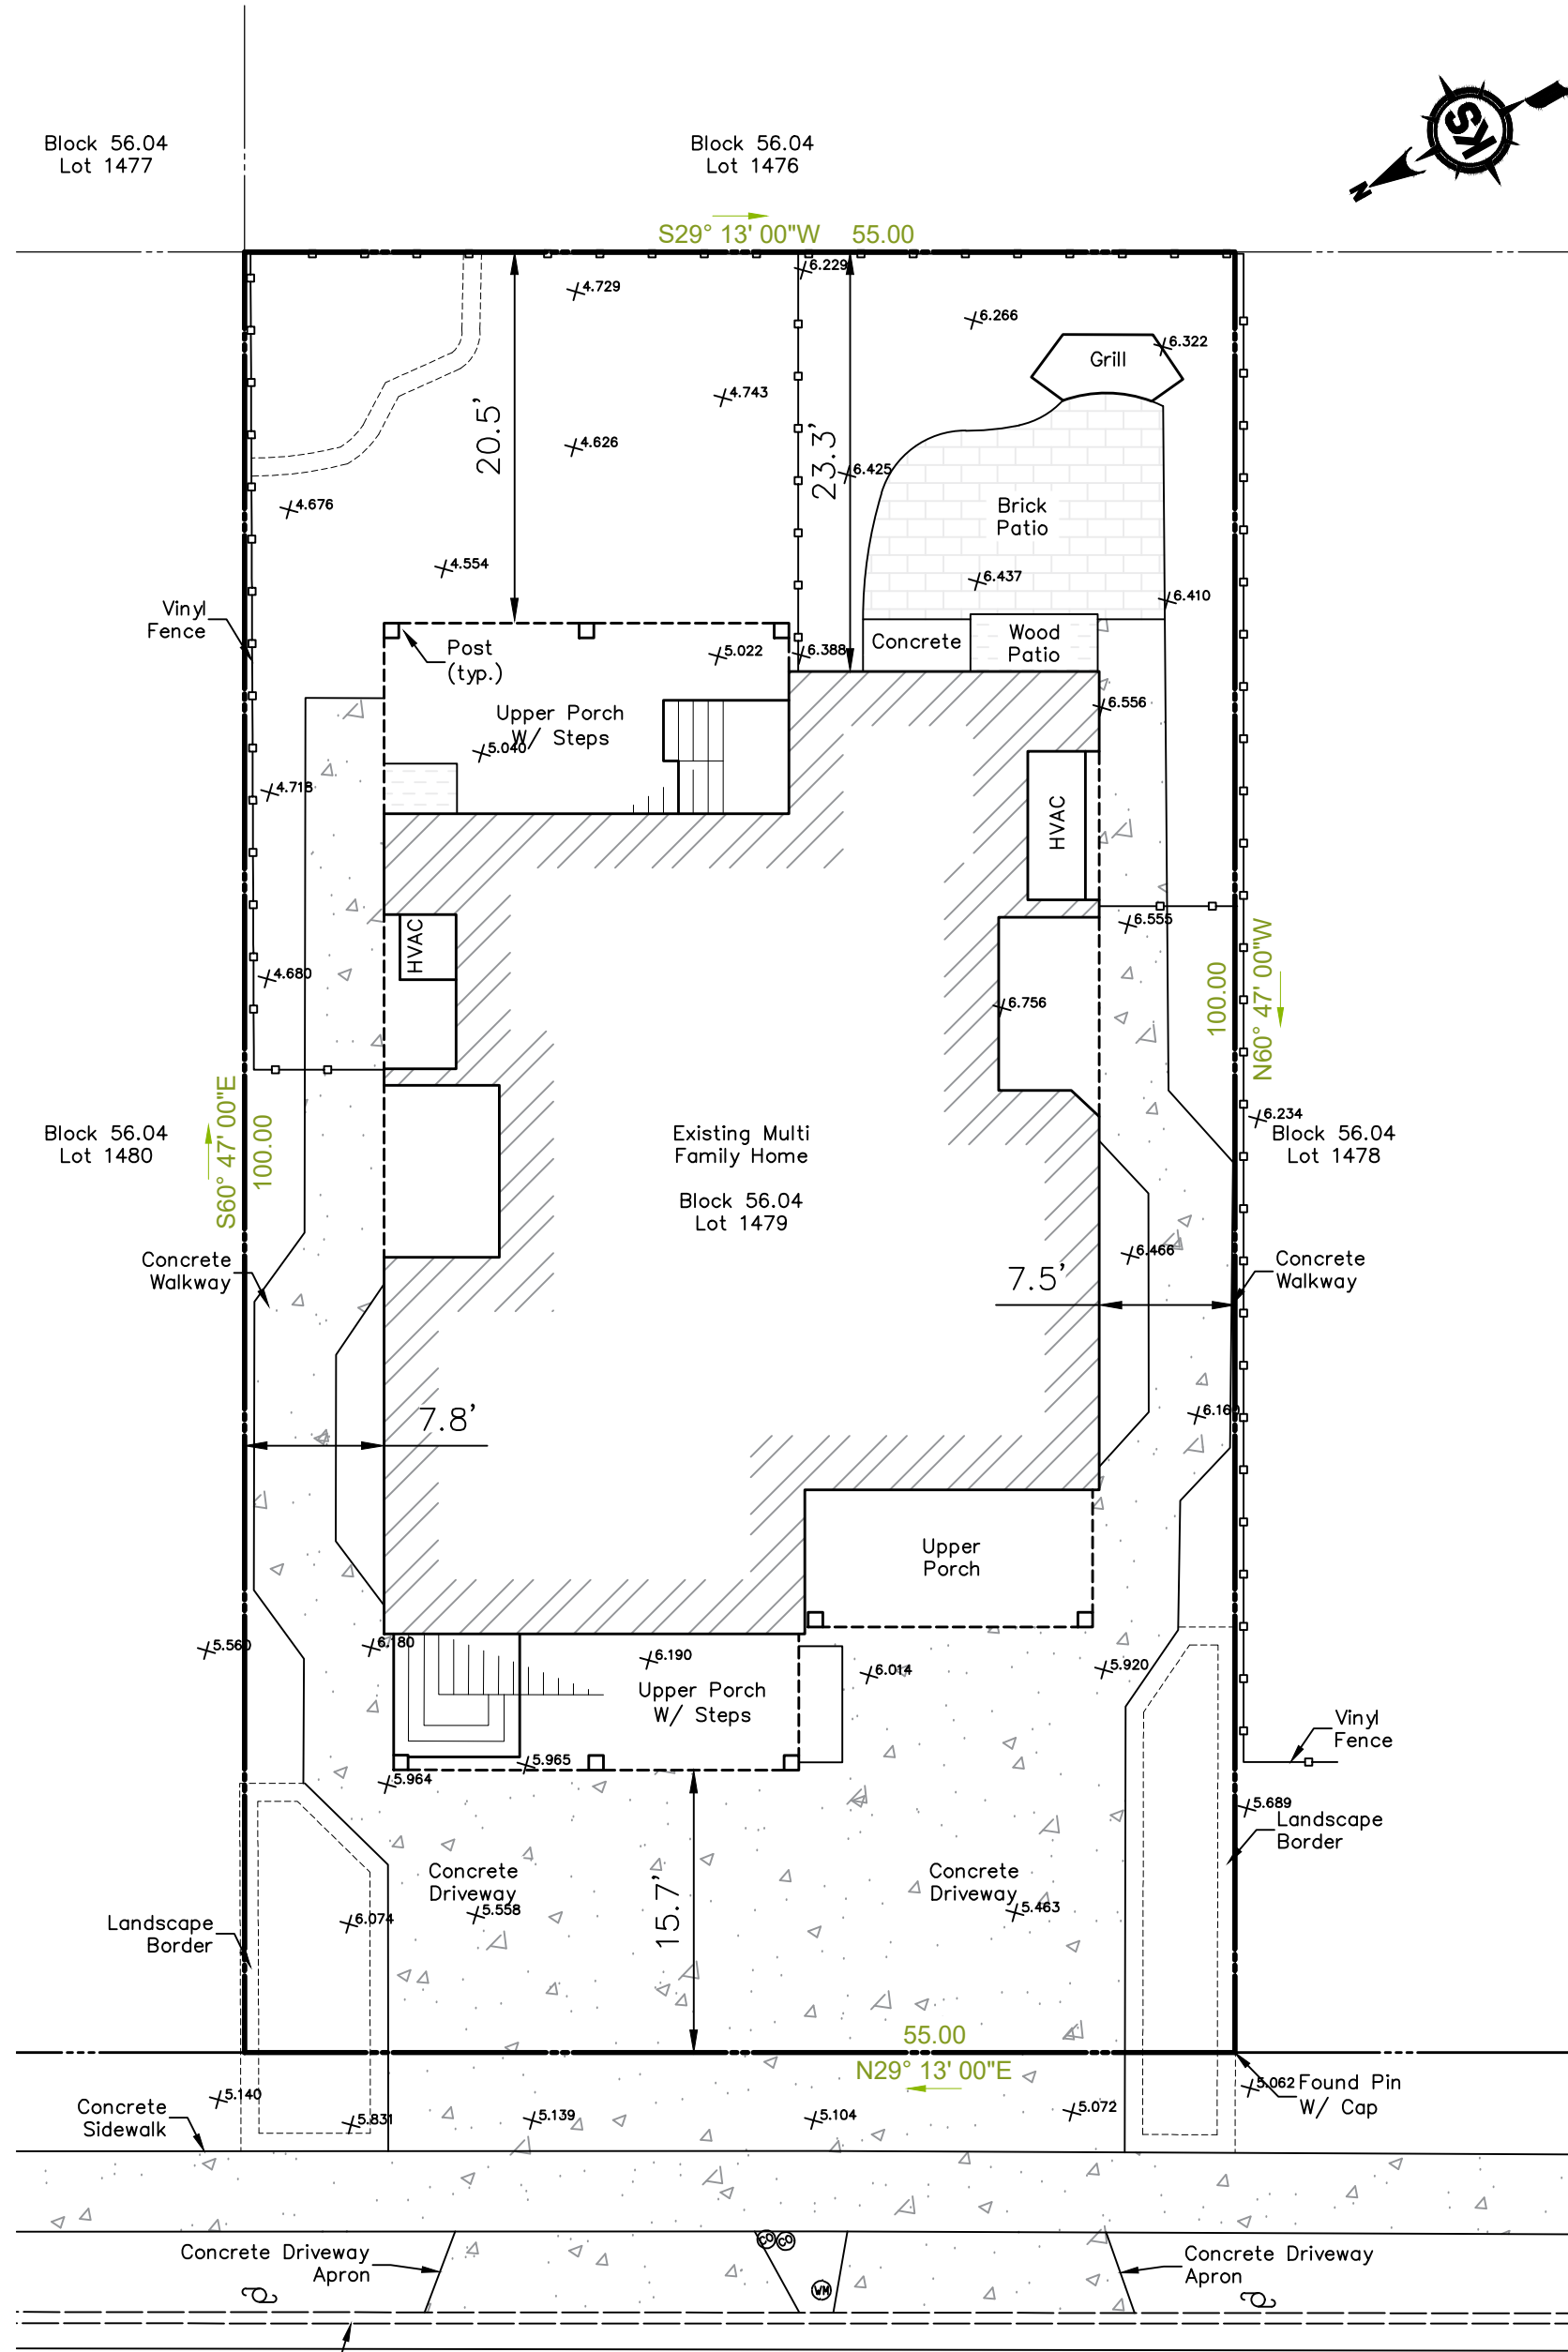 Block 56.04
Lot 1477
Block 56.04
Lot 1476
SK
N
S29° 13' 00"W 55.00
6.229
4.729
6.266
6.322
Grill
4.743
20.5'
23.3'
4.626
6.425
4.676
Brick
Patio
4.554
6.437
6.410
Vinyl
Fence
Post
(typ.)
5.022
6.388
Concrete
Wood
Patio
6.556
Upper Porch
W/ Steps
5.040
4.718
HVAC
HVAC
6.555
4.680
6.756
100.00
N60° 47' 00"W
6.234
Block 56.04
Lot 1480
S60° 47' 00"E
100.00
Existing Multi
Family Home
Block 56.04
Lot 1479
Block 56.04
Lot 1478
Concrete
Walkway
6.466
7.5'
Concrete
Walkway
7.8'
Upper
Porch
5.560
6.180
6.190
6.014
5.920
Upper Porch
W/ Steps
Vinyl
Fence
5.965
5.964
5.689
Landscape
Border
Concrete
Driveway
Concrete
Driveway
15.7'
5.558
5.463
6.074
Landscape
Border
55.00
N29° 13' 00"E
5.062
Found Pin
W/ Cap
5.140
5.831
5.139
5.104
5.072
Concrete
Sidewalk
CO
CO
WM
Concrete Driveway
Apron
Concrete Driveway
Apron